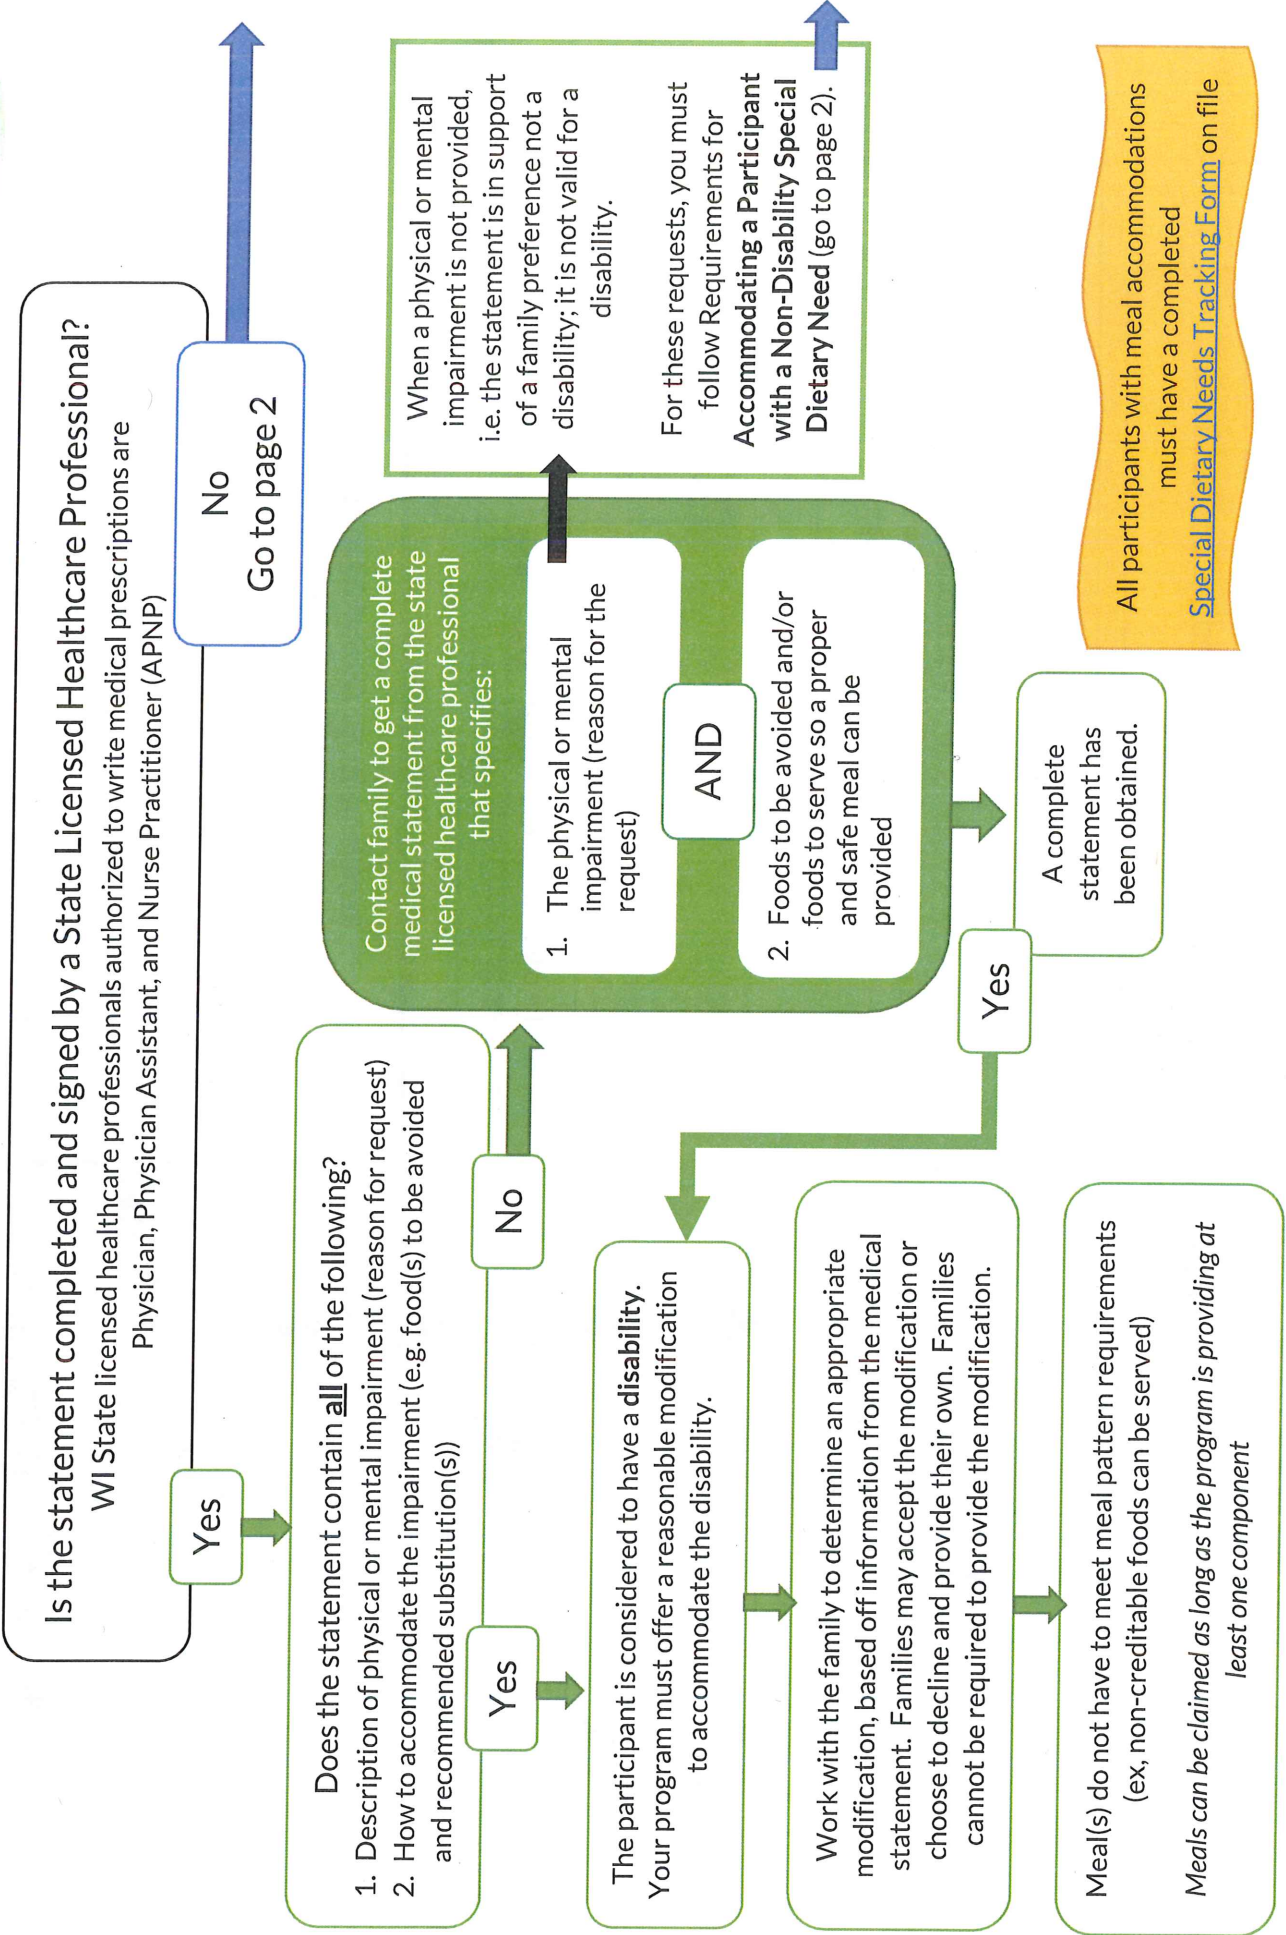 Is the statement completed and signed by a State Licensed Healthcare Professional?
WI State licensed healthcare professionals authorized to write medical prescriptions are
Physician, Physician Assistant, and Nurse Practitioner (APNP)
Yes
No
Go to page 2
Does the statement contain all of the following?
1. Description of physical or mental impairment (reason for request)
2. How to accommodate the impairment (e.g. food(s) to be avoided
and recommended substitution(s))
Yes
No
Contact family to get a complete
medical statement from the state
licensed healthcare professional
that specifies:
1. The physical or mental
impairment (reason for the
request)
AND
2. Foods to be avoided and/or
foods to serve so a proper
and safe meal can be
provided
When a physical or mental
impairment is not provided,
i.e. the statement is in support
of a family preference not a
disability; it is not valid for a
disability.
For these requests, you must
follow Requirements for
Accommodating a Participant
with a Non-Disability Special
Dietary Need (go to page 2).
The participant is considered to have a disability.
Your program must offer a reasonable modification
to accommodate the disability.
Yes
A complete
statement has
been obtained.
Work with the family to determine an appropriate
modification, based off information from the medical
statement. Families may accept the modification or
choose to decline and provide their own. Families
cannot be required to provide the modification.
Meal(s) do not have to meet meal pattern requirements
(ex, non-creditable foods can be served)
Meals can be claimed as long as the program is providing at
least one component
All participants with meal accommodations
must have a completed
Special Dietary Needs Tracking Form on file